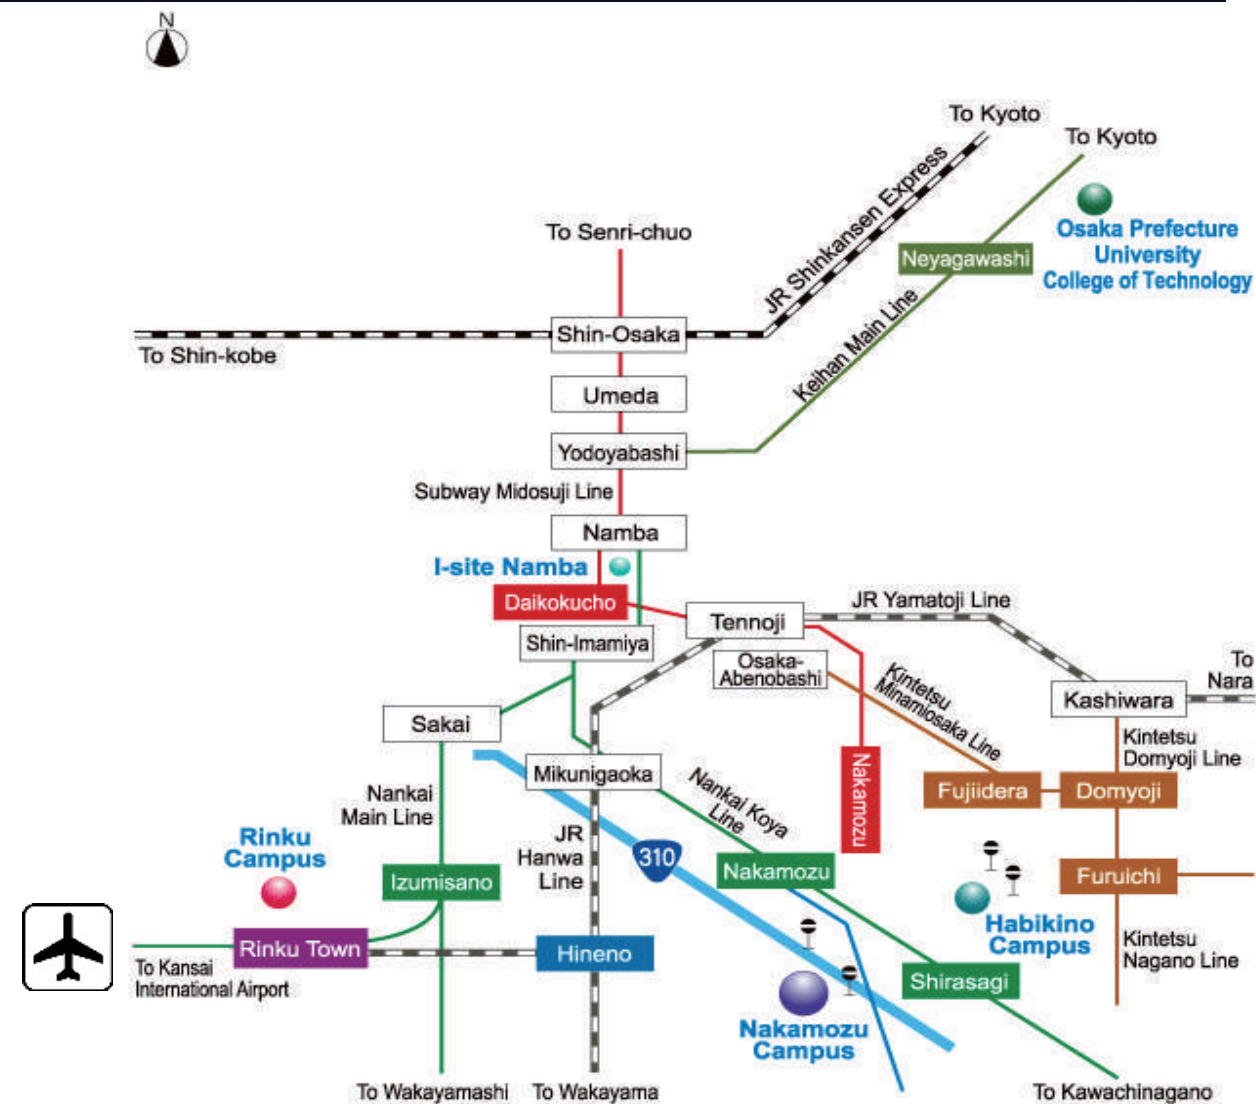 N
To Kyoto
To Kyoto
JR Shinkansen Express
Osaka Prefecture
University
College of Technology
Neyagawashi
To Senri-chuo
Shin-Osaka
To Shin-kobe
Keihan Main Line
Umeda
Yodoyabashi
Subway Midosuji Line
Namba
I-site Namba
Daikokucho
JR Yamatoji Line
Tennoji
Shin-Imamiya
Osaka-
Abenobashi
To
Nara
Kintetsu
Minamiosaka Line
Kashiwara
Sakai
Kintetsu
Domyoji Line
Mikunigaoka
Nakamozu
Fujiidera
Domyoji
Nankai Koya
Line
Nankai
Main Line
Rinku
Campus
JR
Hanwa
Line
310
Nakamozu
Furuichi
Izumisano
Habikino
Campus
Rinku Town
Hineno
Kintetsu
Nagano Line
To Kansai
International Airport
Shirasagi
Nakamozu
Campus
To Wakayamashi
To Wakayama
To Kawachinagano